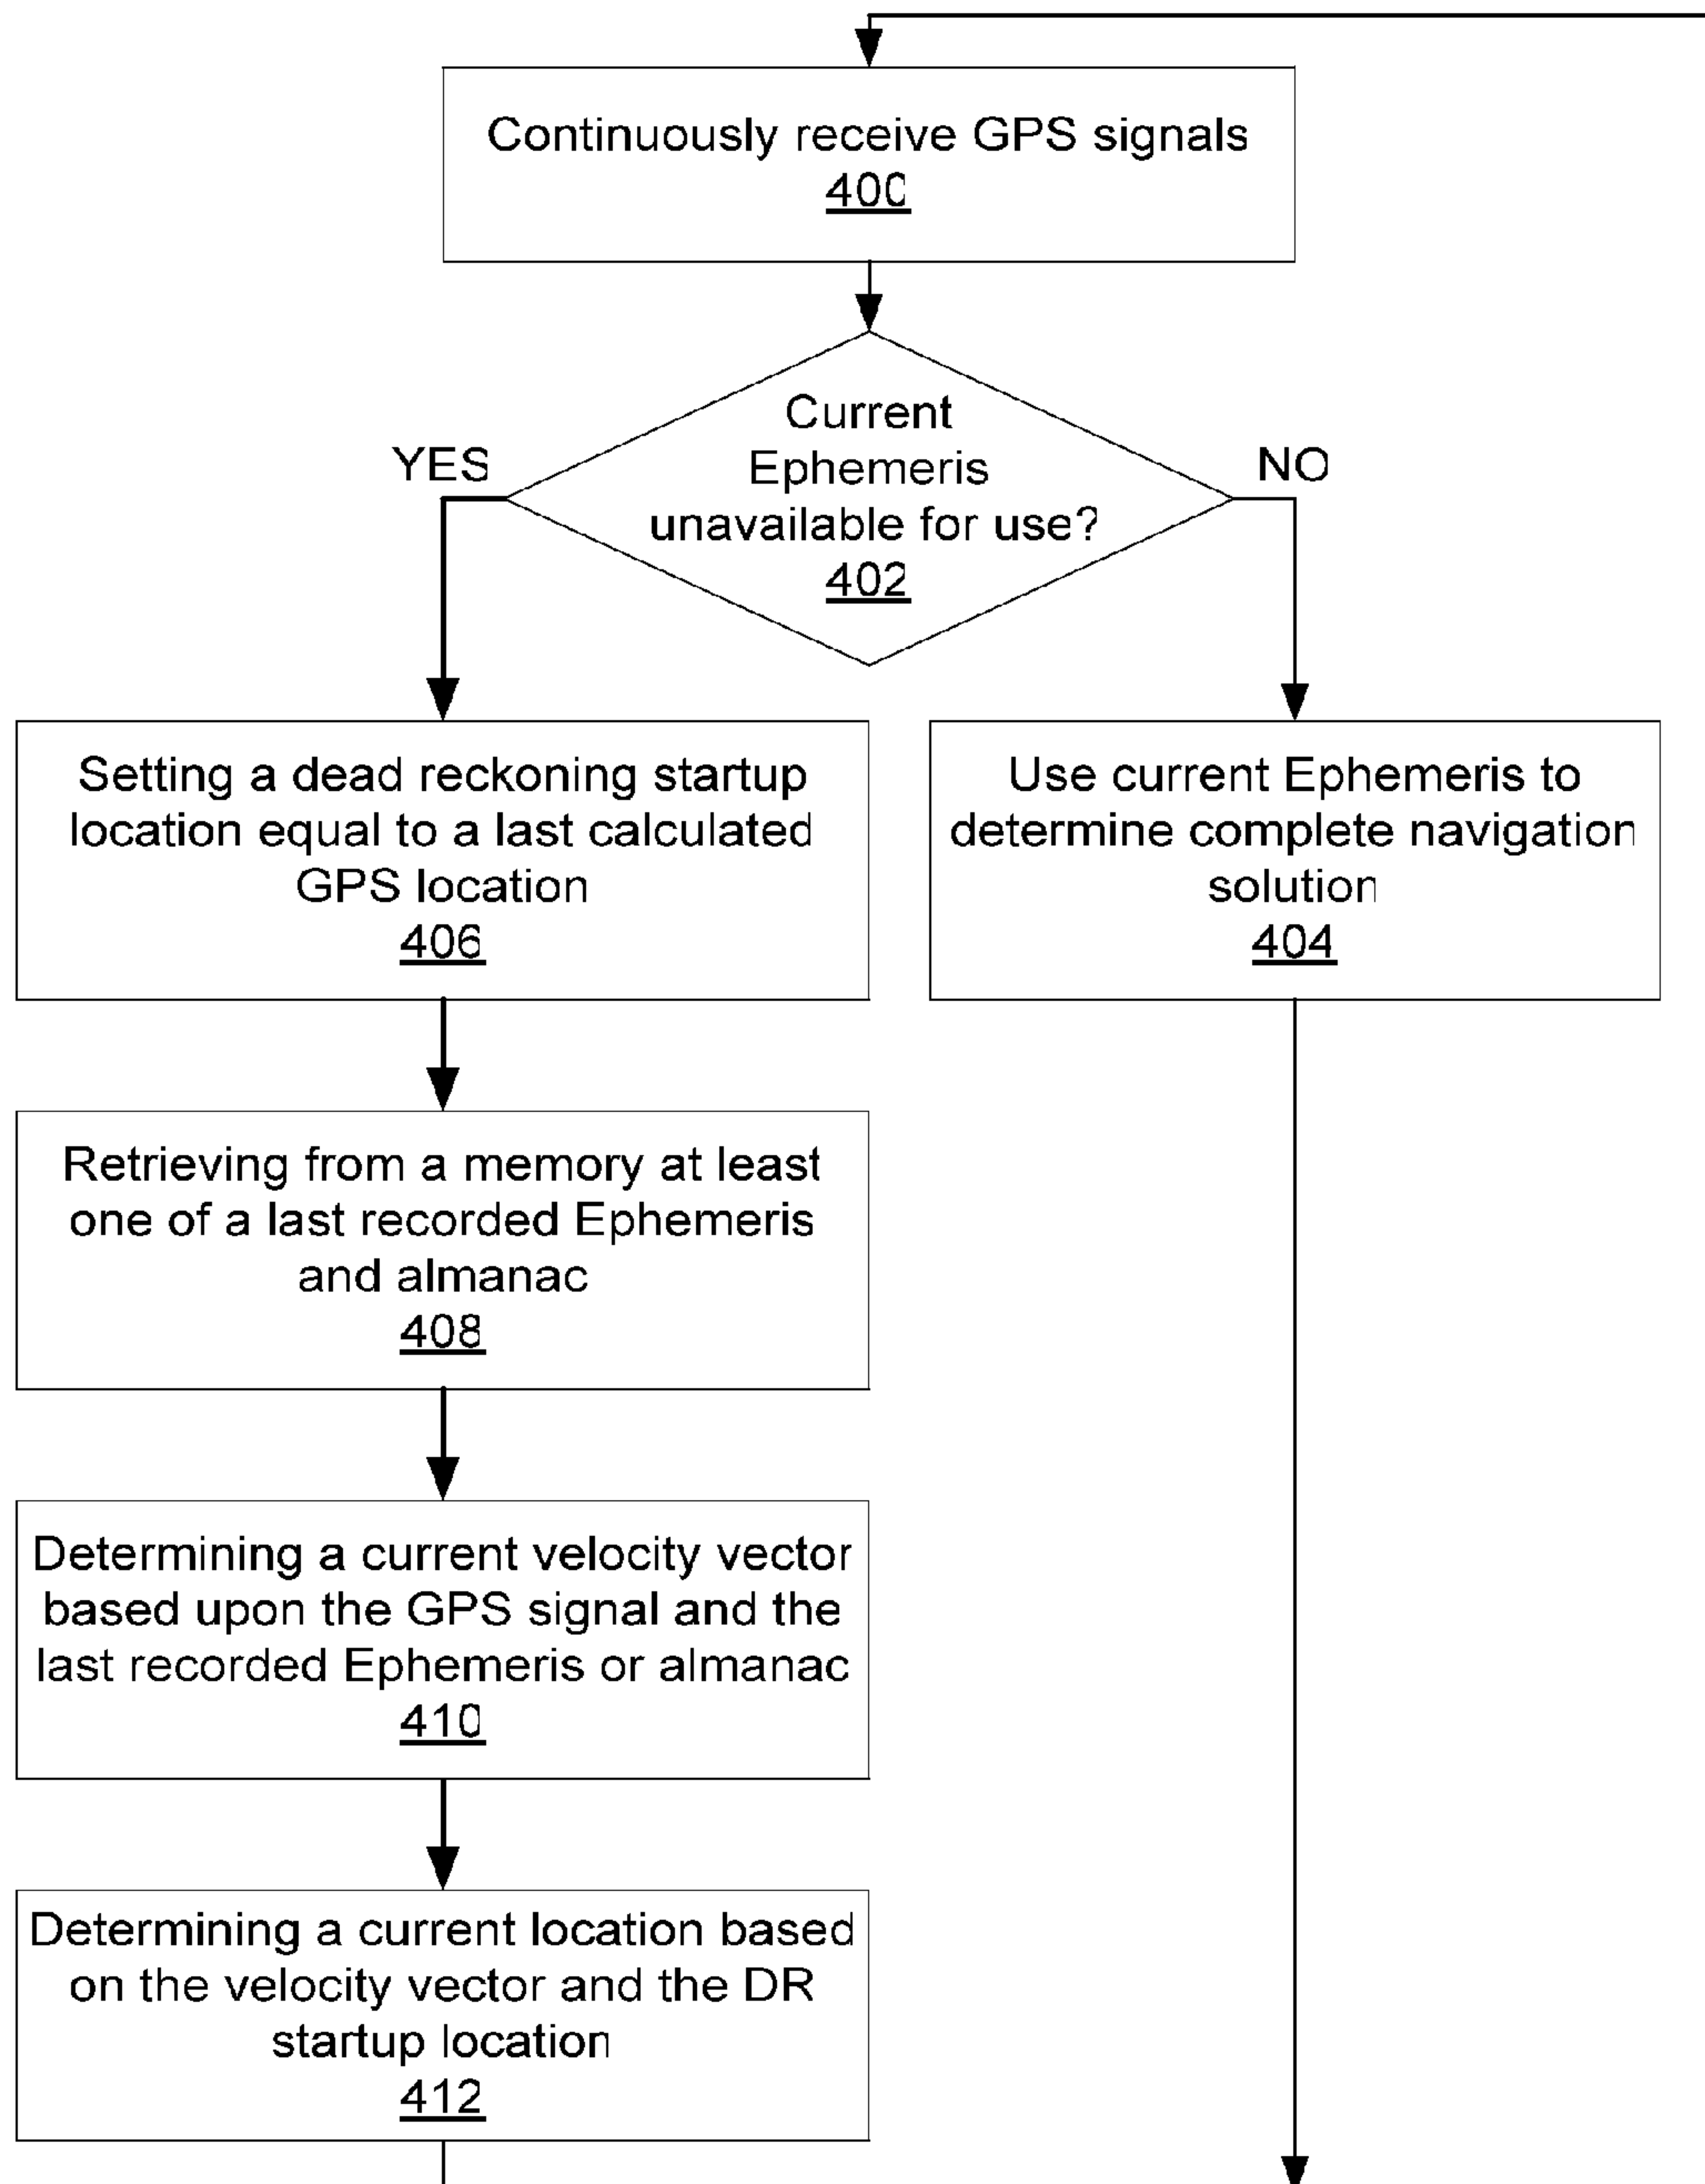 Continuously receive GPS signals
400
Current
Ephemeris
unavailable for use?
402
YES
NO
Setting a dead reckoning startup
location equal to a last calculated
GPS location
406
Use current Ephemeris to
determine complete navigation
solution
404
Retrieving from a memory at least
one of a last recorded Ephemeris
and almanac
408
Determining a current velocity vector
based upon the GPS signal and the
last recorded Ephemeris or almanac
410
Determining a current location based
on the velocity vector and the DR
startup location
412